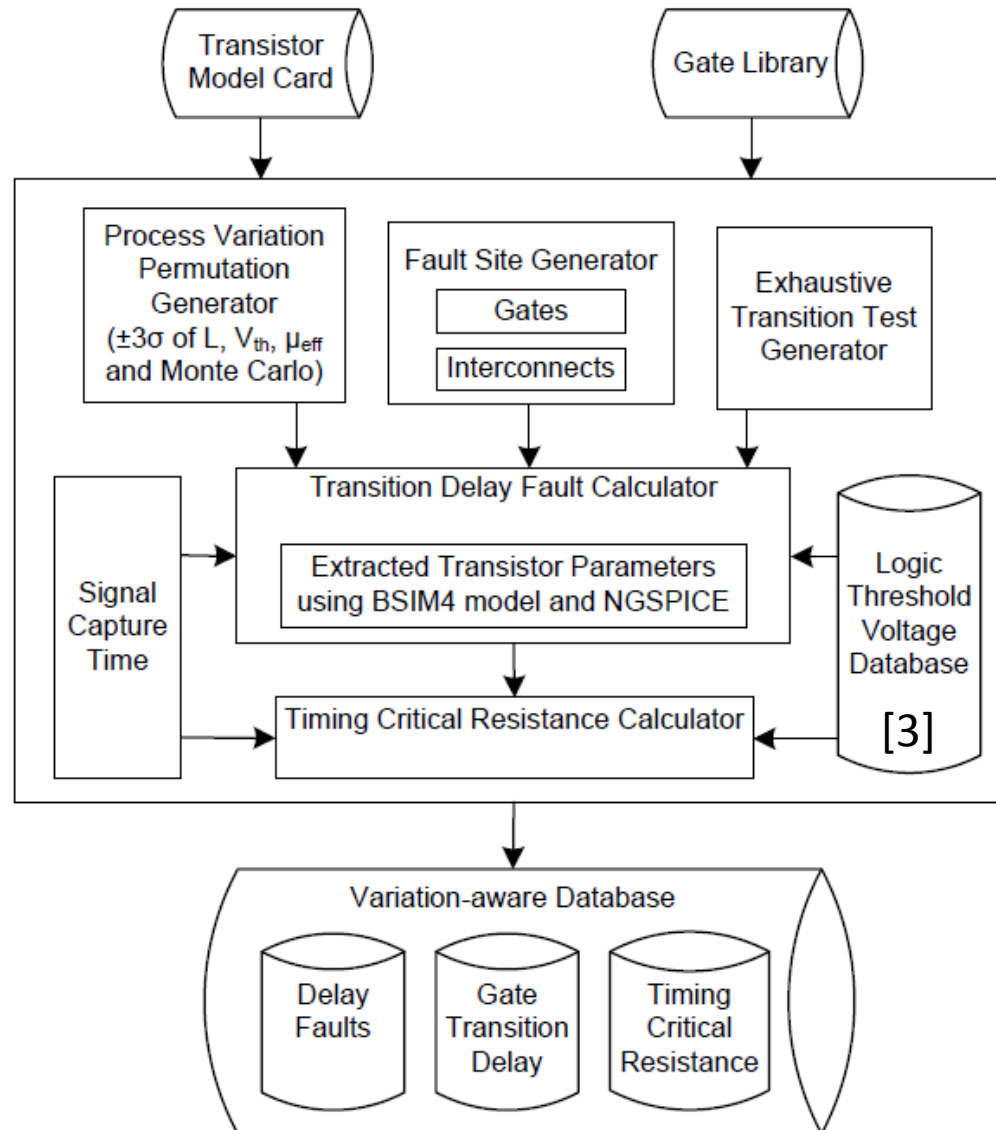 Transistor
Model Card
Gate Library
Process Variation
Permutation
Generator
(±3σ of L, Vth, μeff
and Monte Carlo)
Fault Site Generator
Gates
Interconnects
Exhaustive
Transition Test
Generator
Transition Delay Fault Calculator
Extracted Transistor Parameters
using BSIM4 model and NGSPICE
Signal
Capture
Time
Logic
Threshold
Voltage
Database
[3]
Timing Critical Resistance Calculator
Variation-aware Database
Delay
Faults
Gate
Transition
Delay
Timing
Critical
Resistance